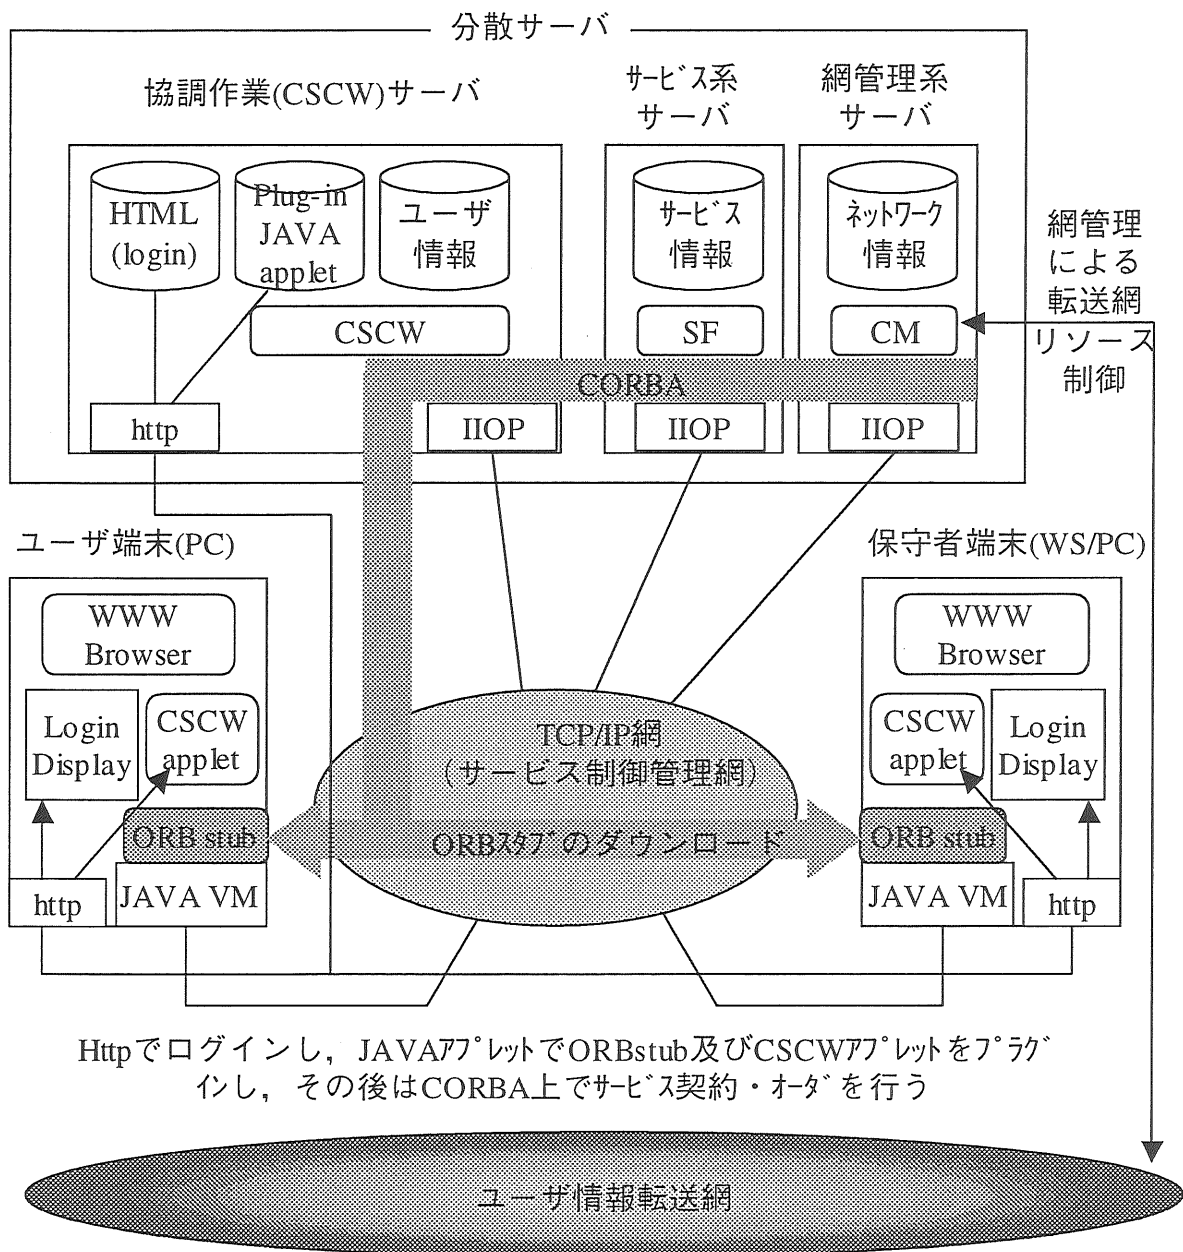 分散サーバ
協調作業(CSCW)サーバ
サービス系
サーバ
網管理系
サーバ
HTML
(login)
Plug-in
JAVA
applet
ユーザ
情報
サービス
情報
ネットワーク
情報
網管理
による
転送網
リソース
制御
CSCW
SF
CM
CORBA
http
IIOP
IIOP
IIOP
ユーザ端末(PC)
保守者端末(WS/PC)
WWW
Browser
Login
Display
CSCW
applet
ORB stub
http
JAVA VM
TCP/IP網
(サービス制御管理網)
ORBスタブのダウンロード
WWW
Browser
CSCW
applet
Login
Display
ORB stub
JAVA VM
http
Httpでログインし，JAVAアプレットでORBstub及びCSCWアプレットをプラグ
インし，その後はCORBA上でサービス契約・オーダを行う
ユーザ情報転送網